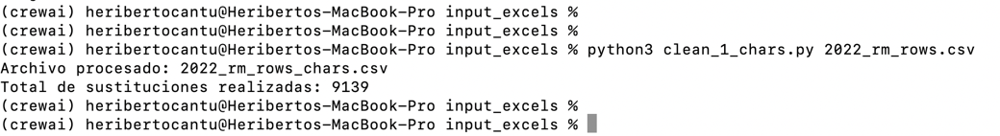 (crewai) heribertocantu@Heribertos-MacBook-Pro input_excels %
(crewai) heribertocantu@Heribertos-MacBook-Pro input_excels %
(crewai) heribertocantu@Heribertos-MacBook-Pro input_excels % python3 clean_1_chars.py 2022_rm_rows.csv
Archivo procesado: 2022_rm_rows_chars.csv
Total de sustituciones realizadas: 9139
(crewai) heribertocantu@Heribertos-MacBook-Pro input_excels %
(crewai) heribertocantu@Heribertos-MacBook-Pro input_excels %